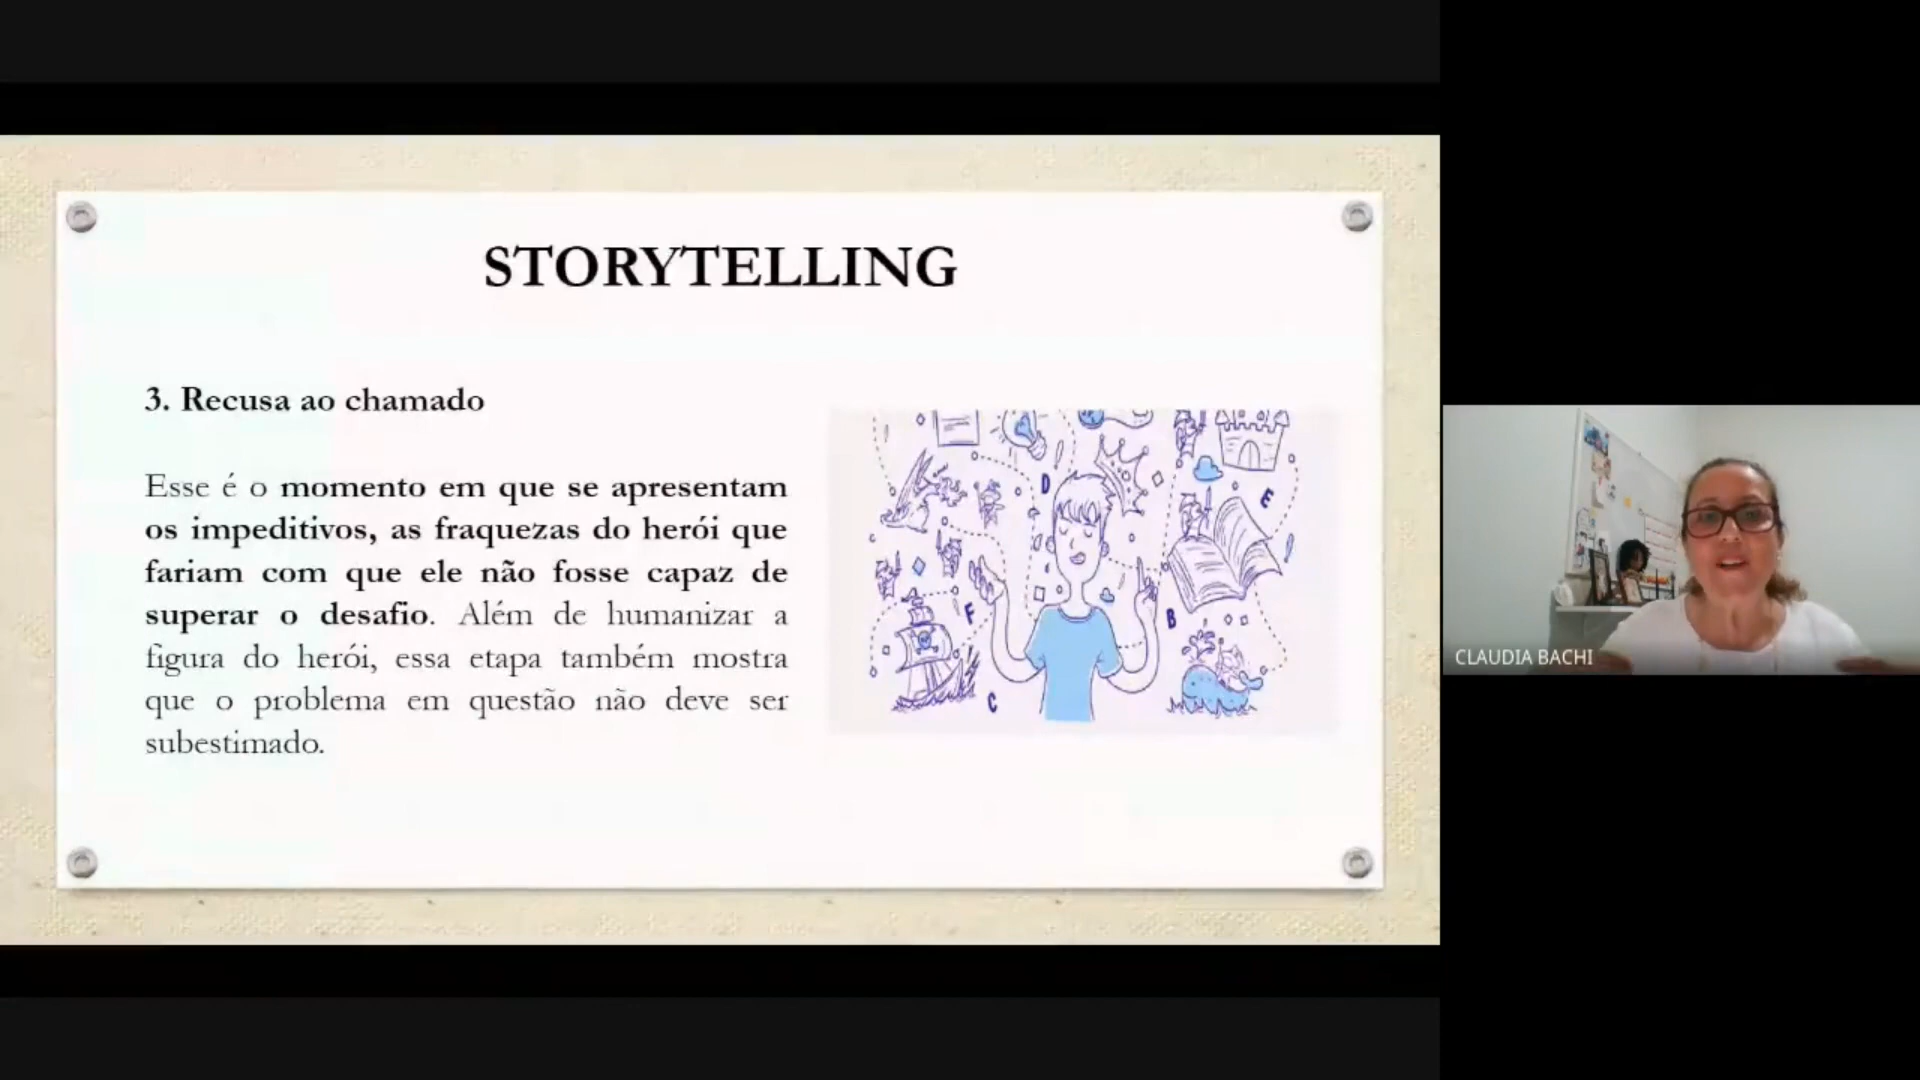 STORYTELLING
3. Recusa ao chamado
Esse é o momento em que se apresentam
os impeditivos, as fraquezas do herói que
fariam com que ele não fosse capaz de
superar o desafio. Além de humanizar a
figura do herói, essa etapa também mostra
que o problema em questão não deve ser
subestimado.
D
E
F
B
C
CLAUDIA BACHI